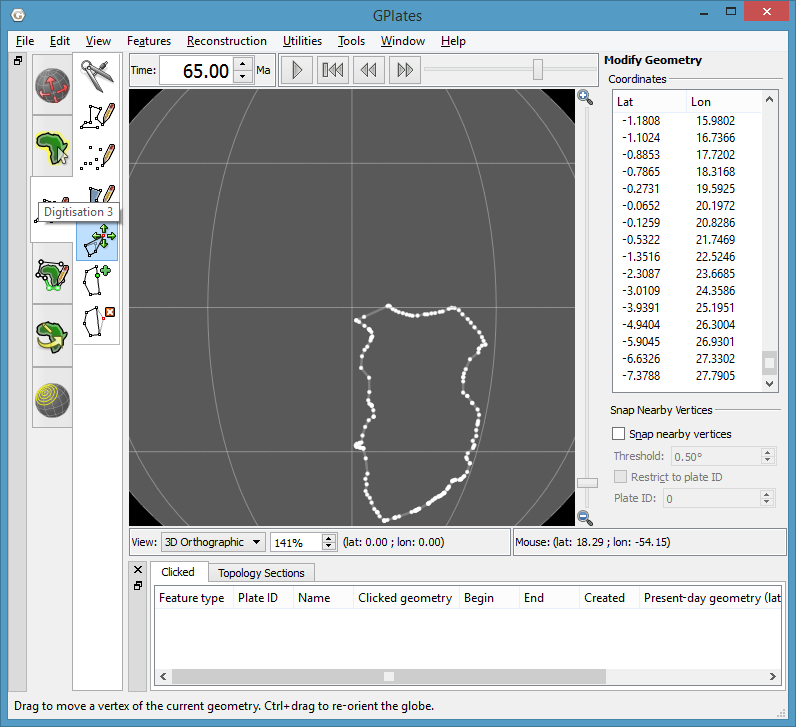 GPlates
File Edit View Features Reconstruction Utilities Tools Window Help
Time: 65.00 Ma
Modify Geometry
Coordinates
Lat Lon
-1.1808 15.9802
-1.1024 16.7366
-0.8853 17.7202
-0.7865 18.3168
-0.2731 19.5925
-0.0652 20.1972
-0.1259 20.8286
-0.5322 21.7469
-1.3516 22.5246
-2.3087 23.6685
-3.0109 24.3586
-3.9391 25.1951
-4.9404 26.3004
-5.9045 26.9301
-6.6326 27.3302
-7.3788 27.7905
Digitisation 3
Snap Nearby Vertices
Snap nearby vertices
Threshold: 0.50°
Restrict to plate ID
Plate ID: 0
View: 3D Orthographic 141% (lat: 0.00 ; lon: 0.00) Mouse: (lat: 18.29 ; lon: -54.15)
Clicked Topology Sections
Feature type Plate ID Name Clicked geometry Begin End Created Present-day geometry (lat
Drag to move a vertex of the current geometry. Ctrl+drag to re-orient the globe.